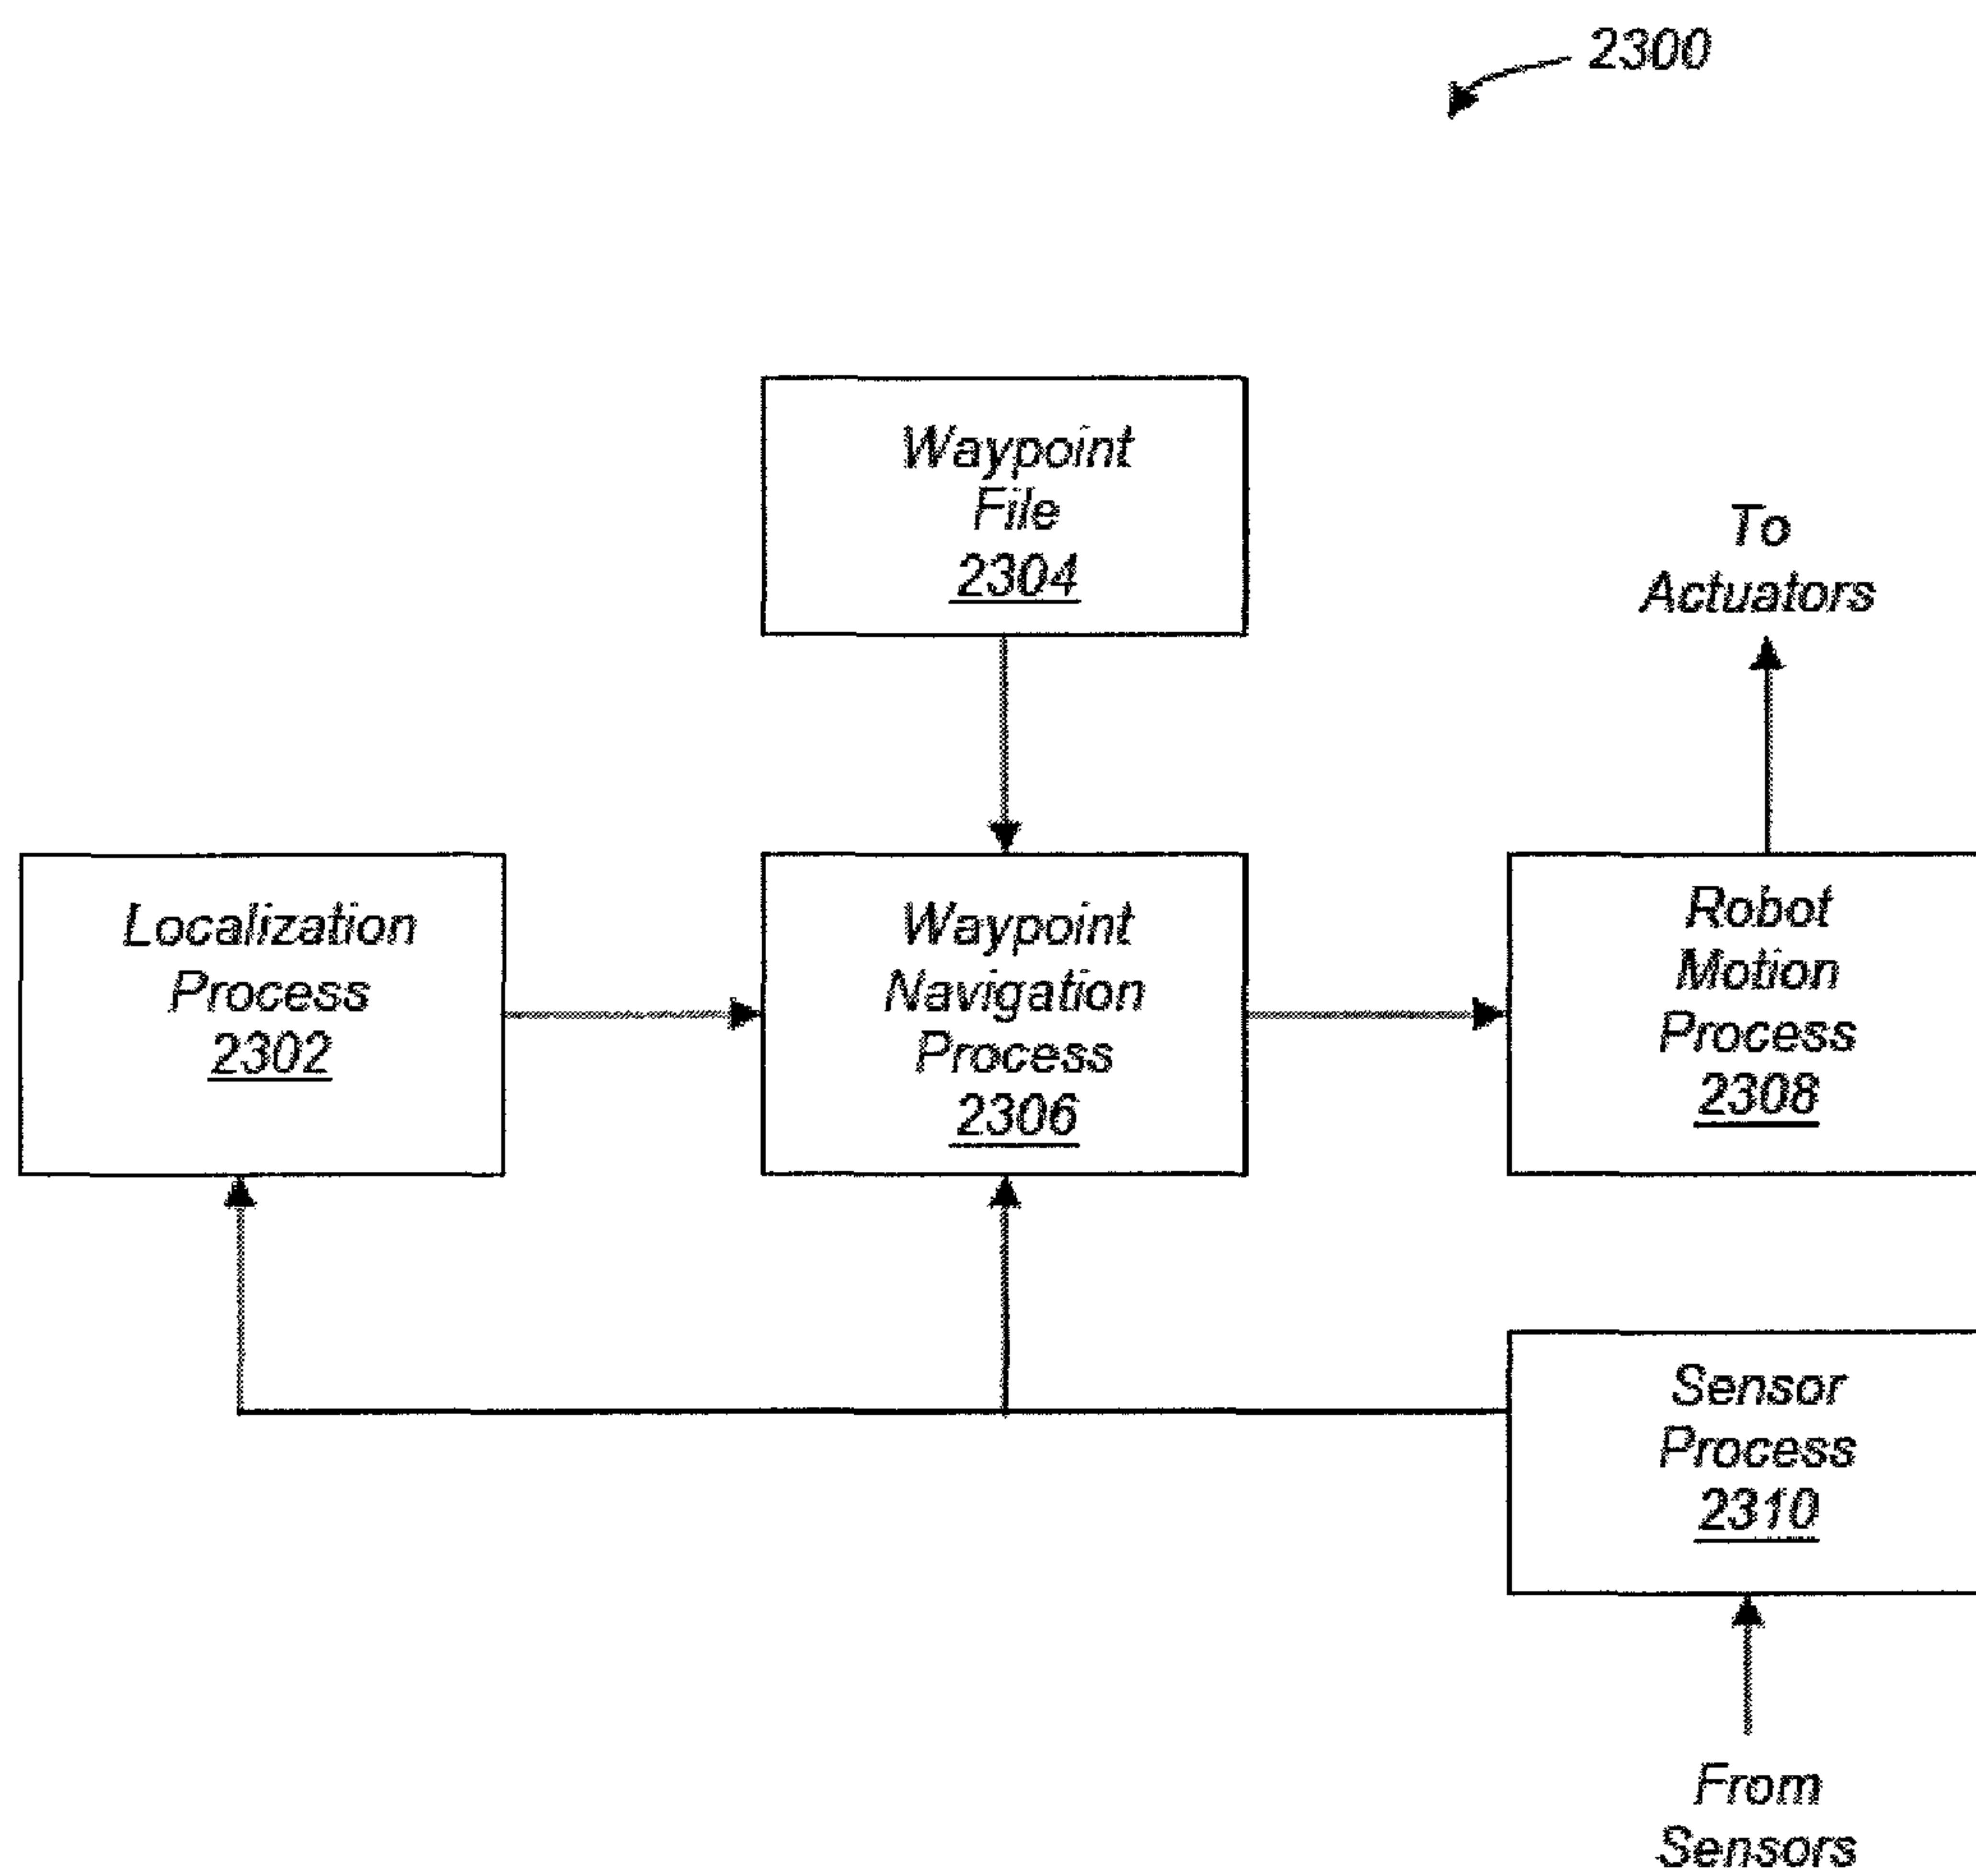 2300
Waypoint
File
2304
To
Actuators
Localization
Process
2302
Waypoint
Navigation
Process
2306
Robot
Motion
Process
2308
Sensor
Process
2310
From
Sensors